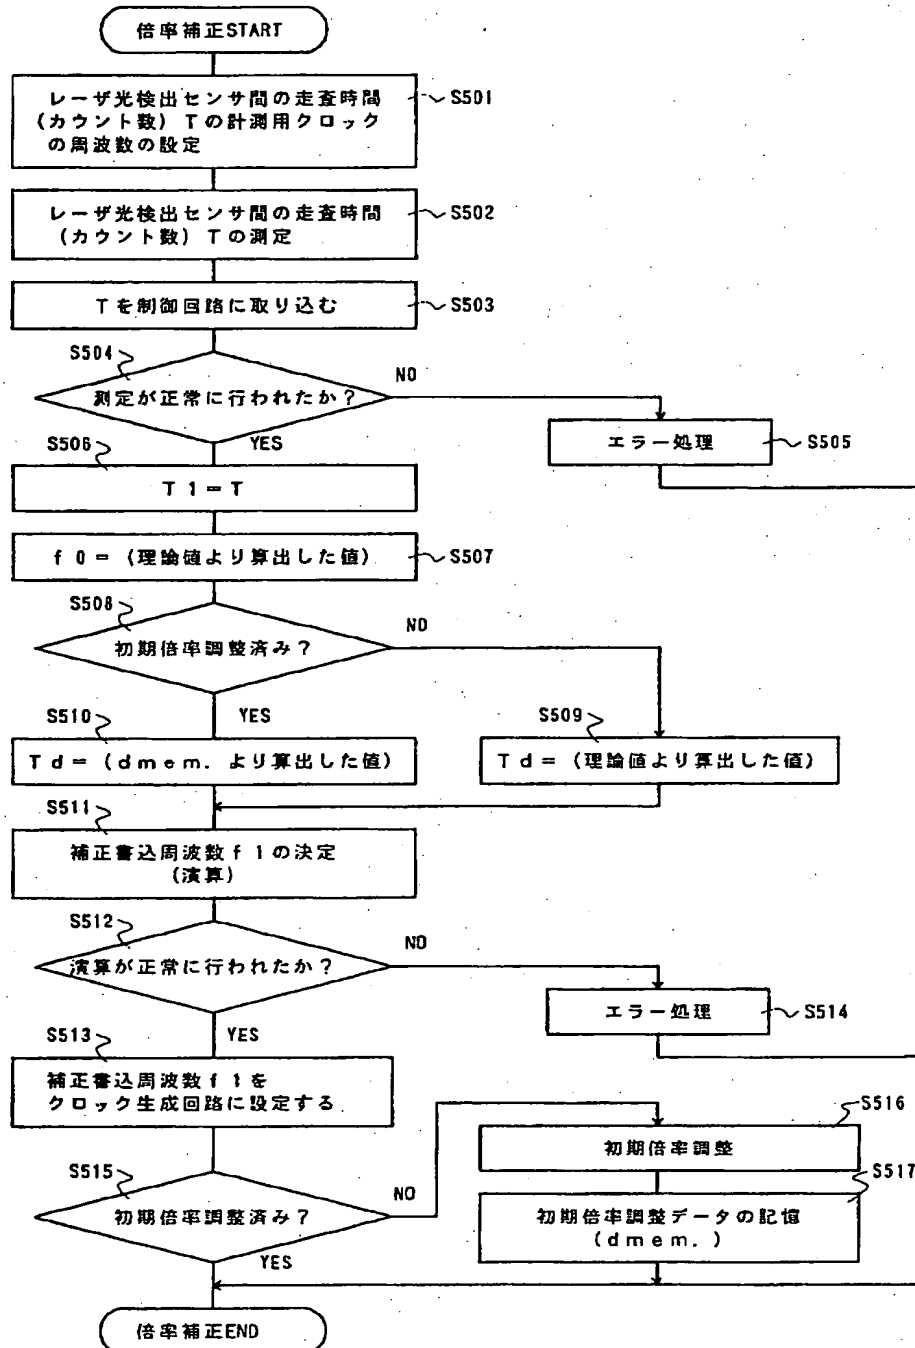 倍率補正START
レーザ光検出センサ間の走査時間
(カウント数) Tの計測用クロック
の周波数の設定
S501
レーザ光検出センサ間の走査時間
(カウント数) Tの測定
S502
Tを制御回路に取り込む
S503
S504
測定が正常に行われたか?
NO
YES
エラー処理
S505
S506
T1=T
f0= (理論値より算出した値)
S507
S508
初期倍率調整済み?
NO
YES
S510
Td= (dmem. より算出した値)
S509
Td= (理論値より算出した値)
S511
補正書込周波数f1の決定
(演算)
S512
演算が正常に行われたか?
NO
YES
エラー処理
S514
S513
補正書込周波数f1を
クロック生成回路に設定する
S515
初期倍率調整済み?
NO
YES
S516
初期倍率調整
S517
初期倍率調整データの記憶
(dmem. )
倍率補正END